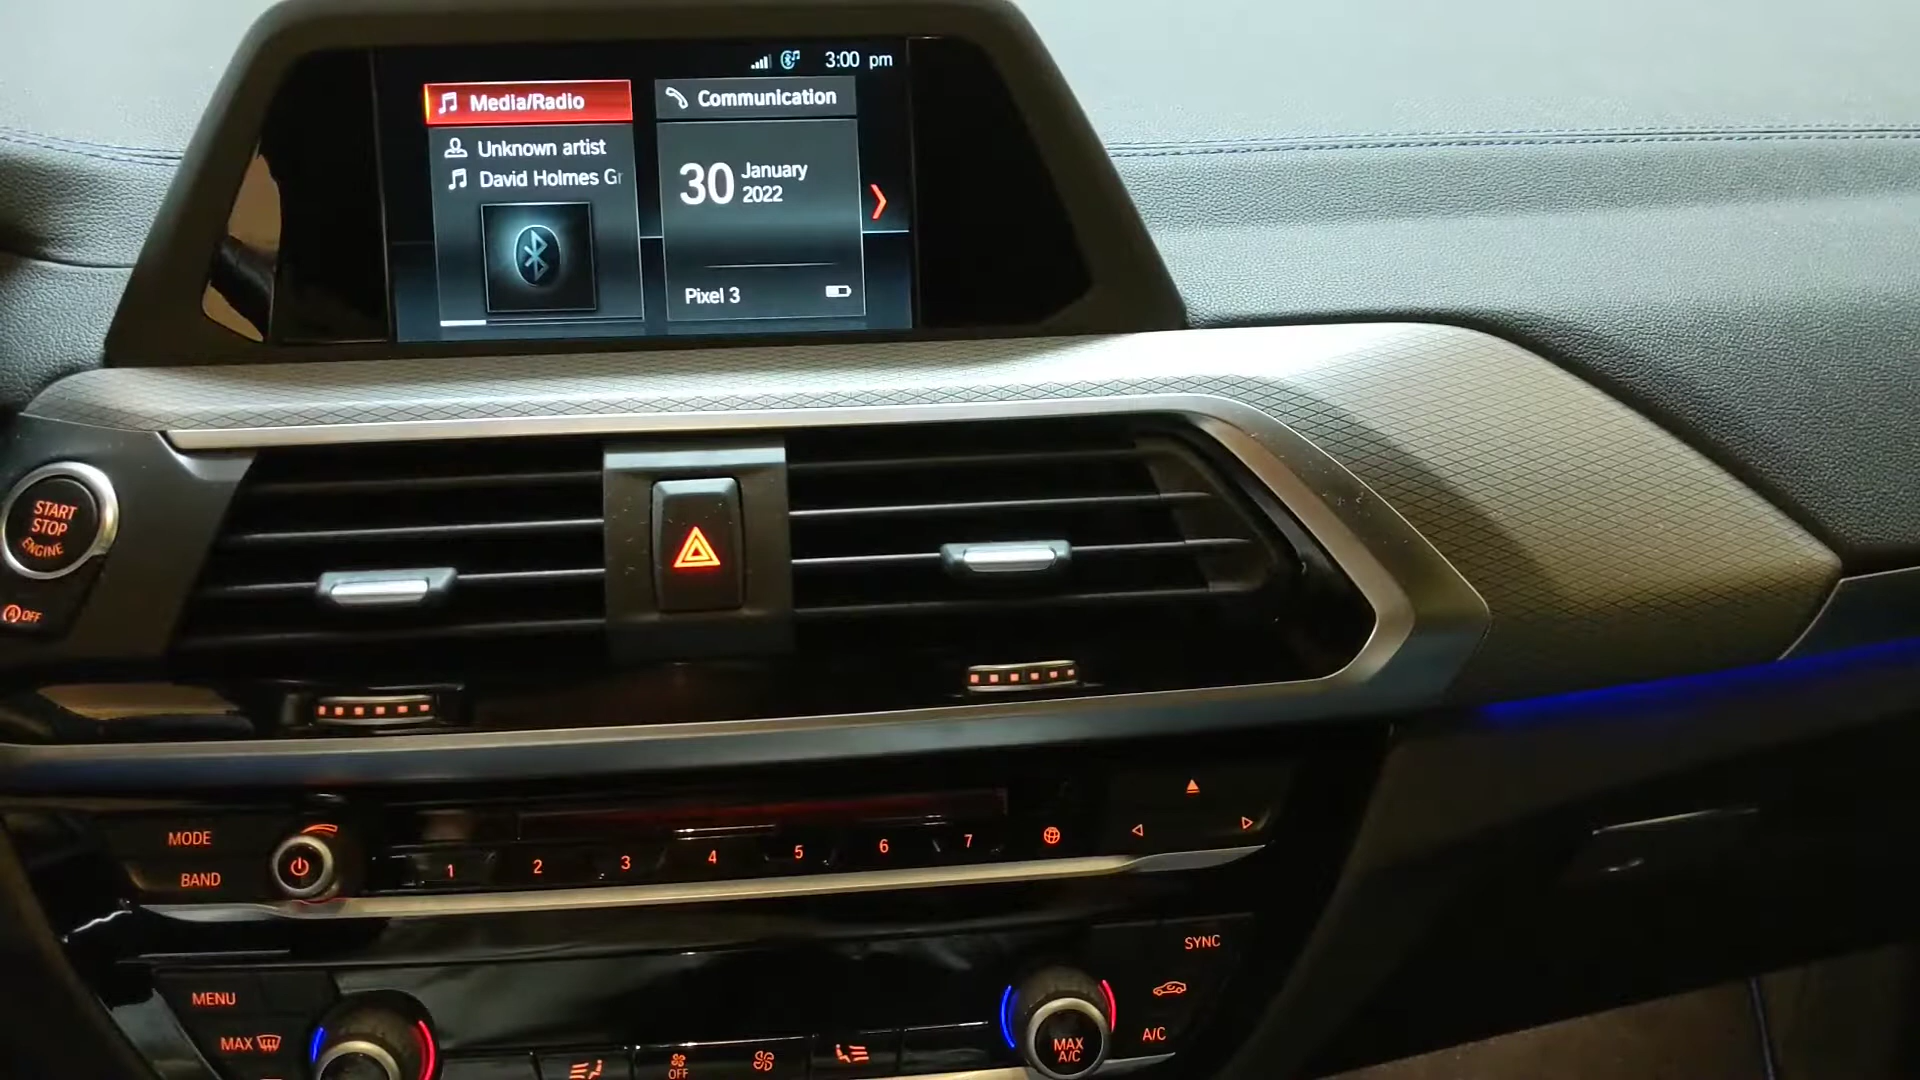 3:00 pm
Media/Radio
Communication
Unknown artist
David Holmes Gr
30 January
2022
Pixel 3
START
STOP
ENGINE
A OFF
MODE
BAND
1 2 3 4 5 6 7
SYNC
MENU
MAX
OFF
MAX
A/C
A/C